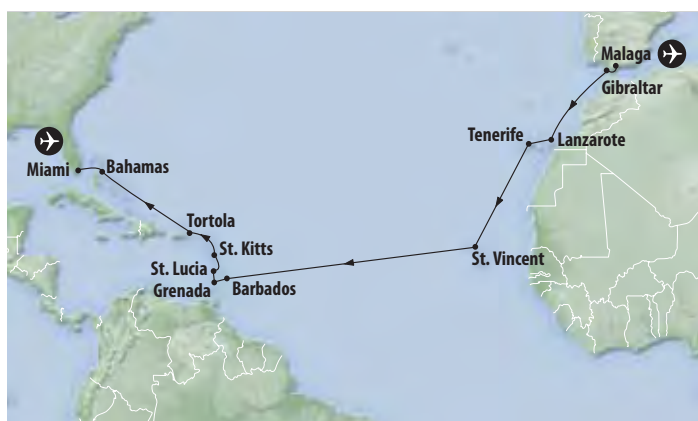 Malaga
Gibraltar
Tenerife
Lanzarote
Miami
Bahamas
Tortola
St. Kitts
St. Vincent
St. Lucia
Grenada
Barbados